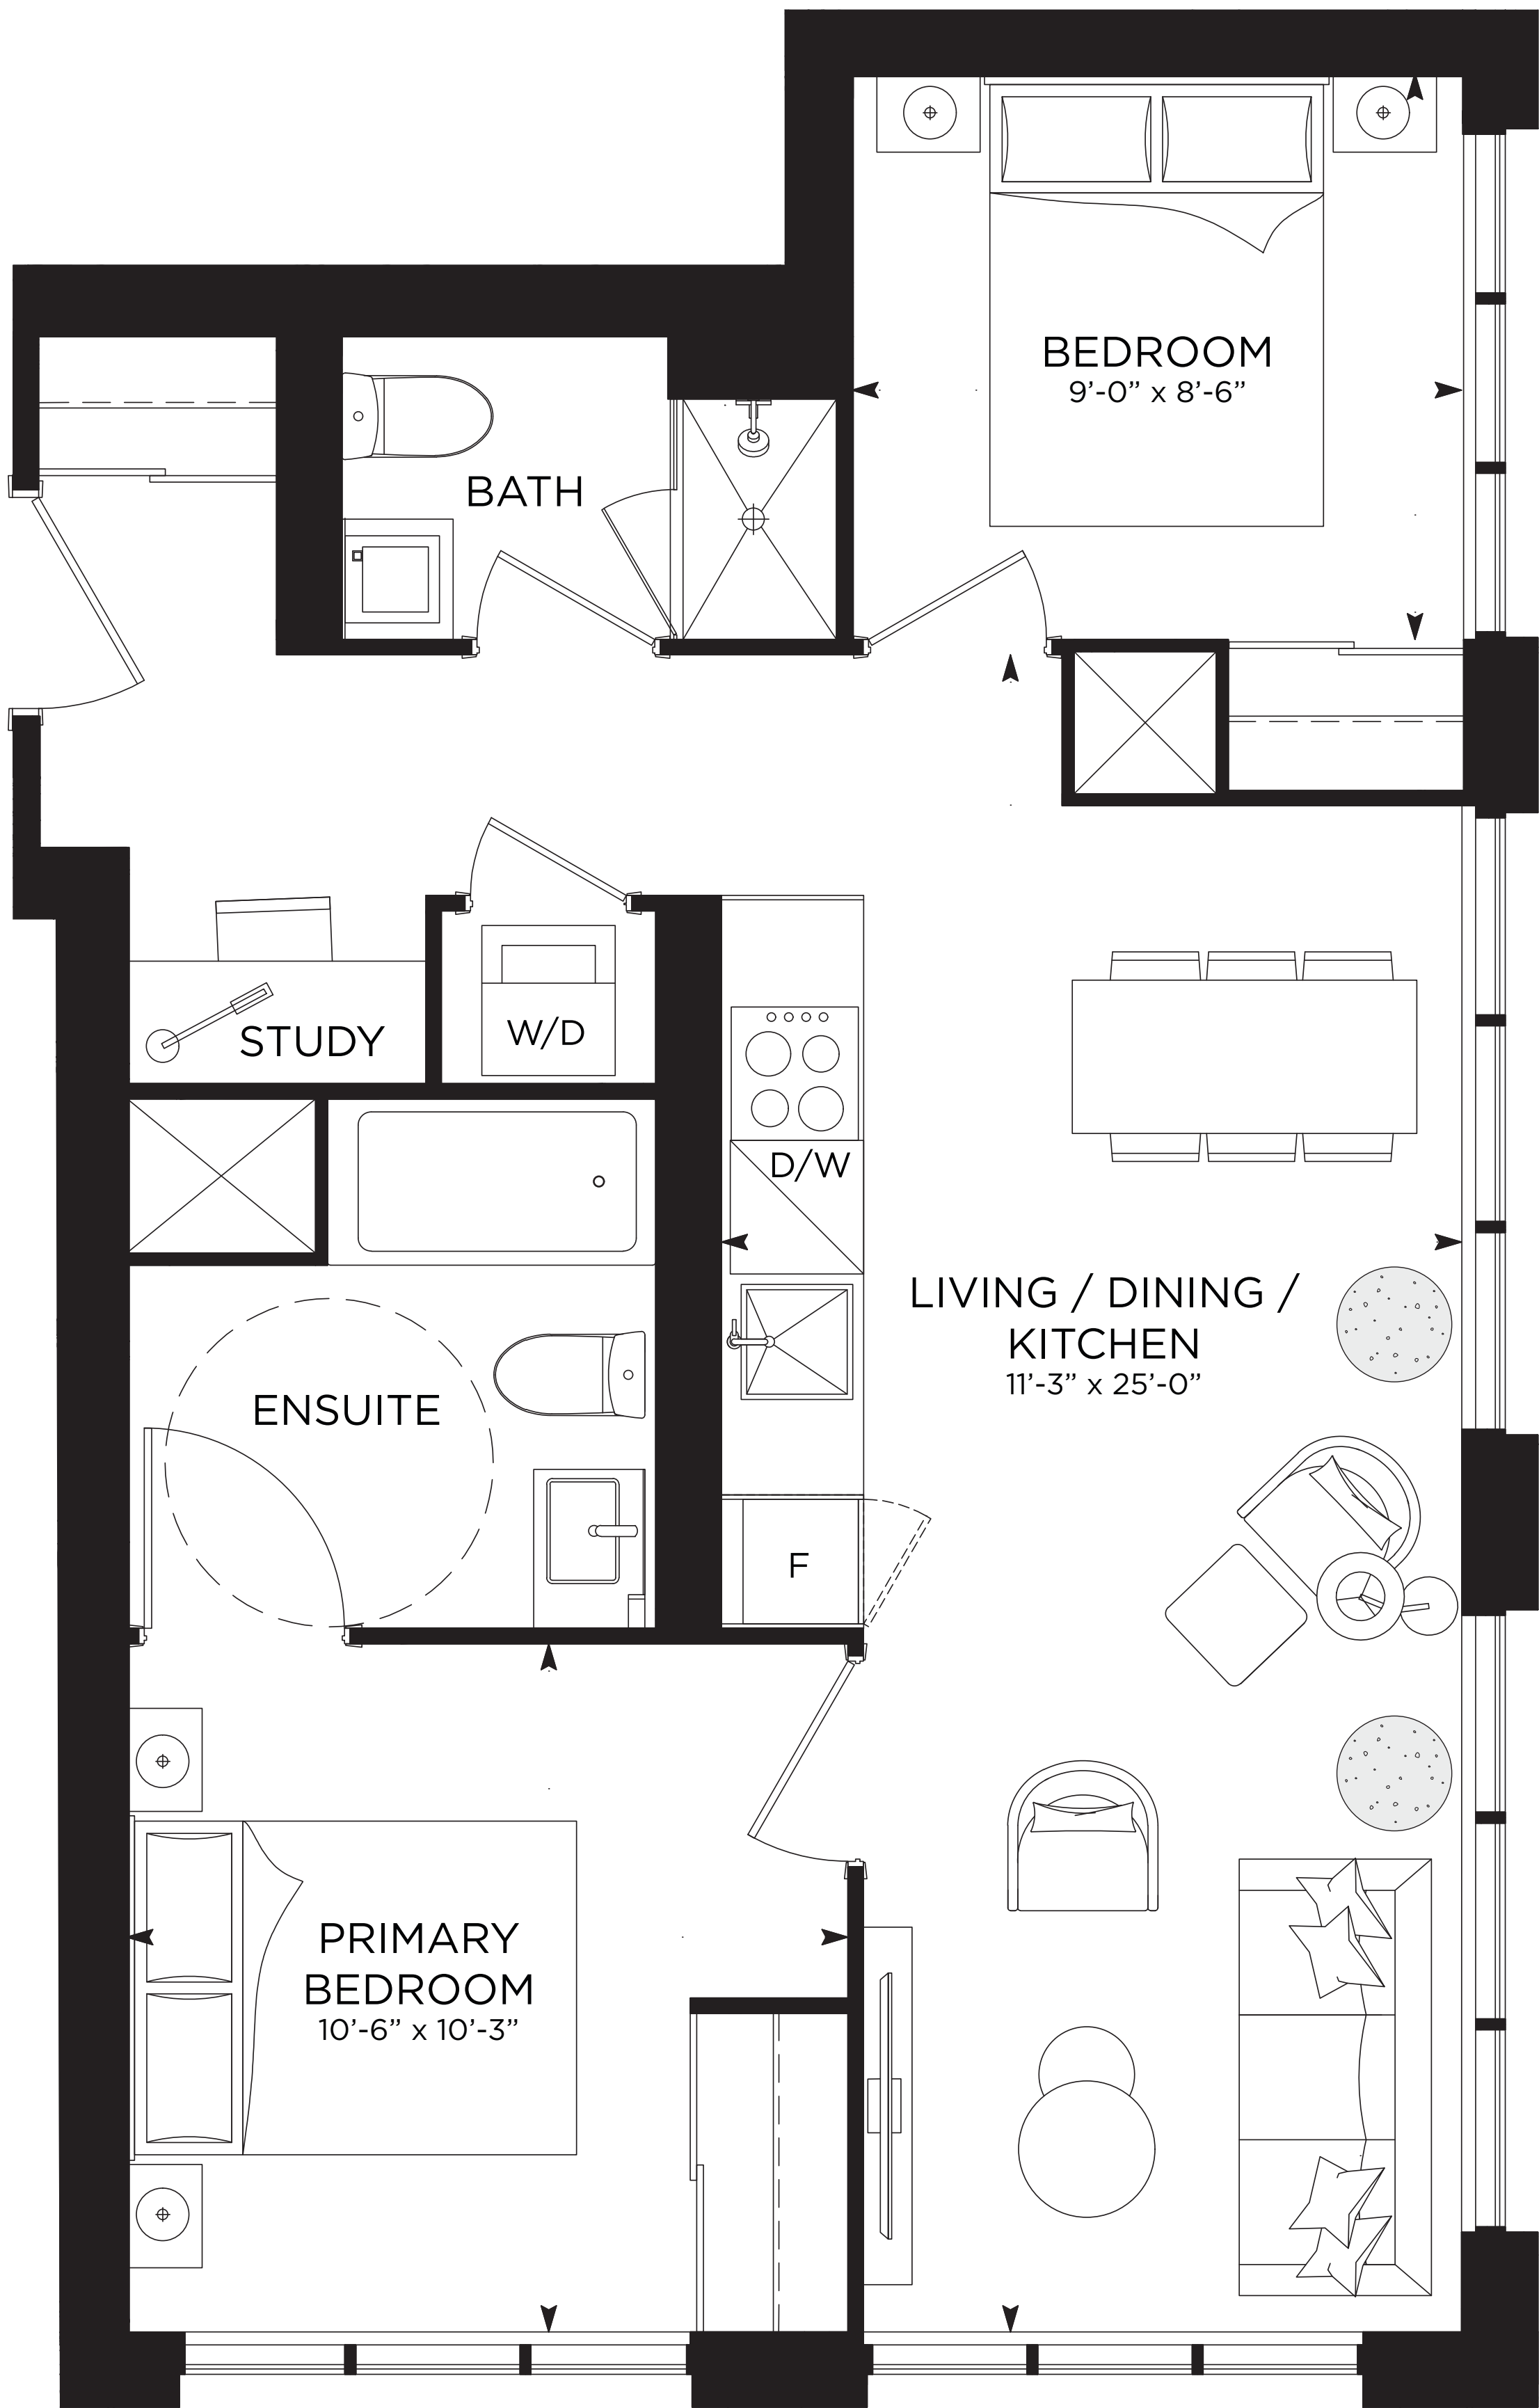 BEDROOM
9’-0” x 8’-6”
BATH
STUDY
W/D
D/W
LIVING / DINING /
KITCHEN
11’-3” x 25’-0”
ENSUITE
F
PRIMARY
BEDROOM
10’-6” x 10’-3”